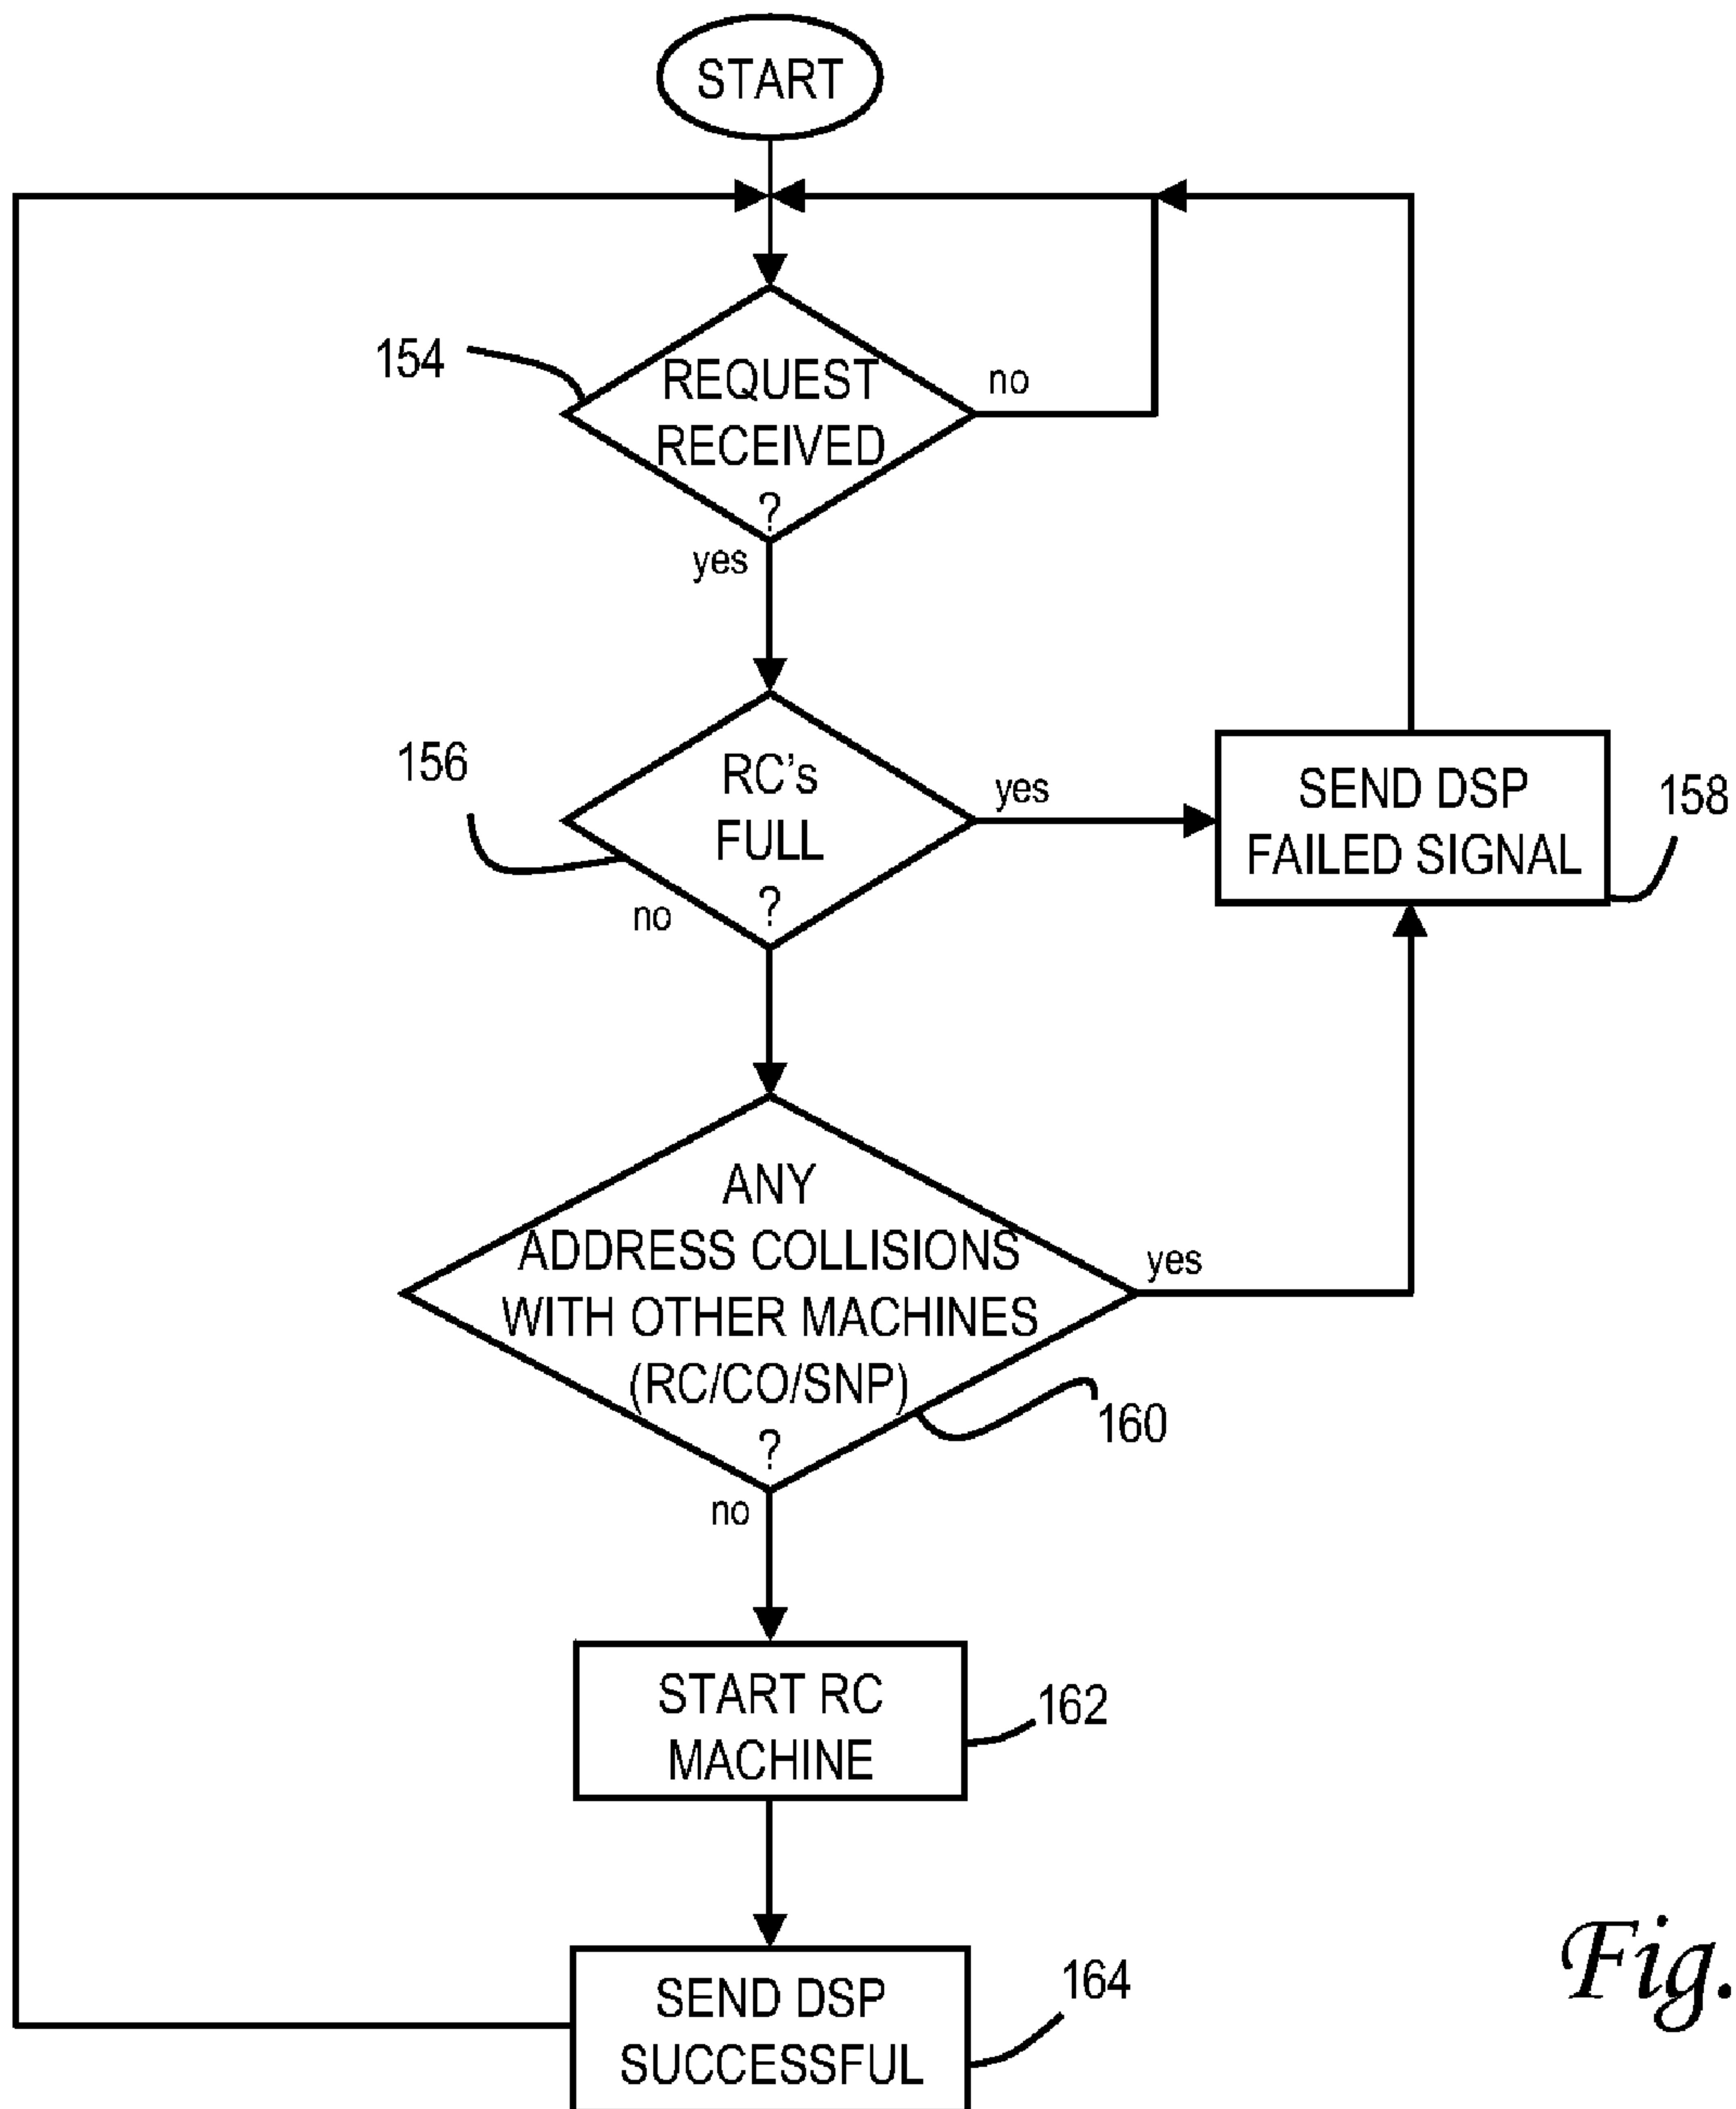 START
154
REQUEST
RECEIVED
?
no
yes
156
RC's
FULL
?
yes
no
SEND DSP
FAILED SIGNAL
158
ANY
ADDRESS COLLISIONS
WITH OTHER MACHINES
(RC/CO/SNP)
?
yes
160
no
START RC
MACHINE
162
SEND DSP
SUCCESSFUL
164
Fig.